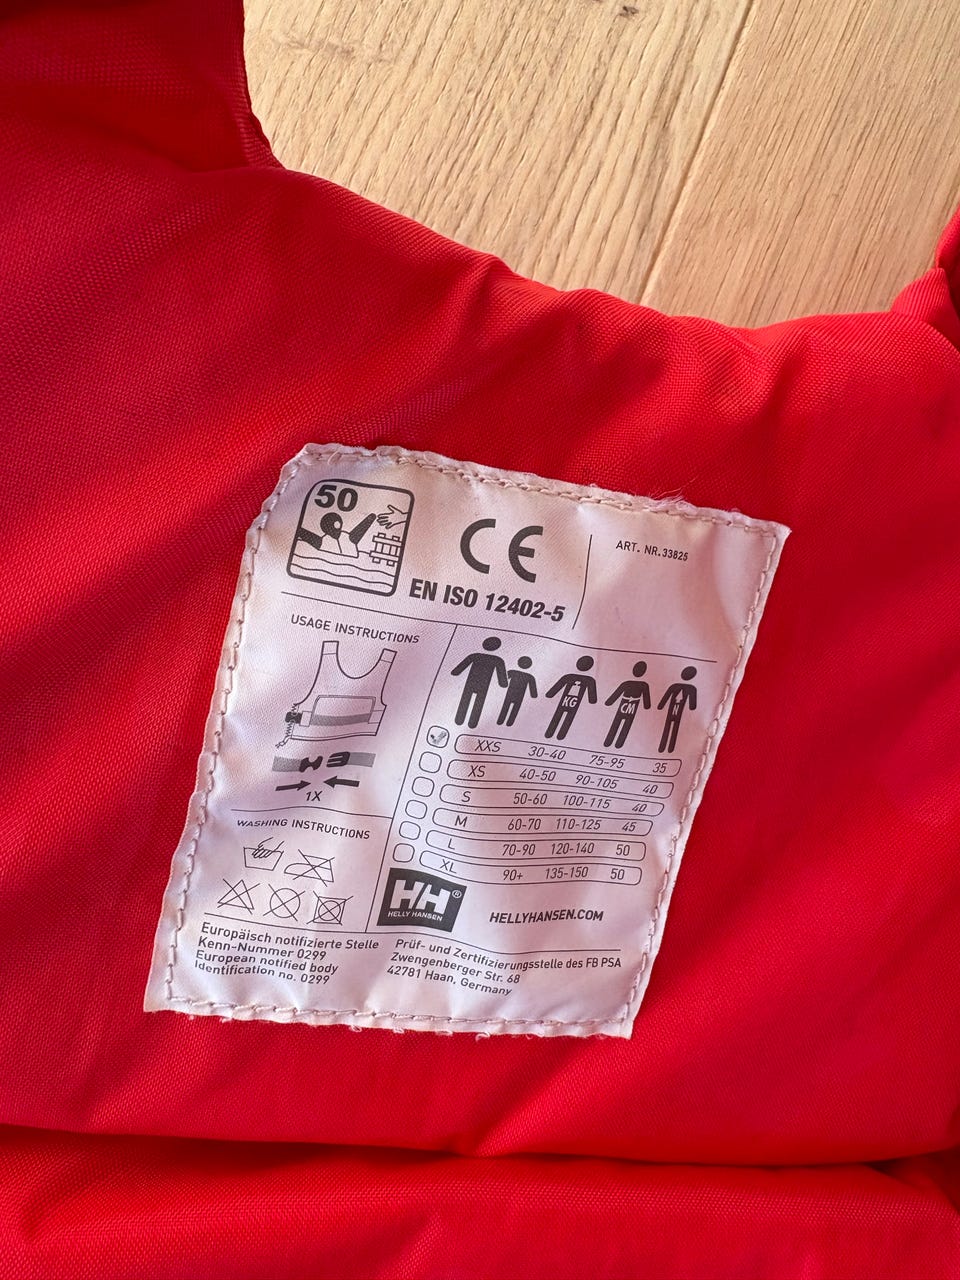 50
CE
EN ISO 12402-5
ART. NR. 33825
USAGE INSTRUCTIONS
1X
KG
CM
N
XXS 30-40 75-95 35
XS 40-50 90-105 40
S 50-60 100-115 40
M 60-70 110-125 45
L 70-90 120-140 50
XL 90+ 135-150 50
WASHING INSTRUCTIONS
HH®
HELLY HANSEN
HELLYHANSEN.COM
Europäisch notifizierte Stelle
Kenn-Nummer 0299
European notified body
Identification no. 0299
Prüf- und Zertifizierungsstelle des FB PSA
Zwengenberger Str. 68
42781 Haan, Germany